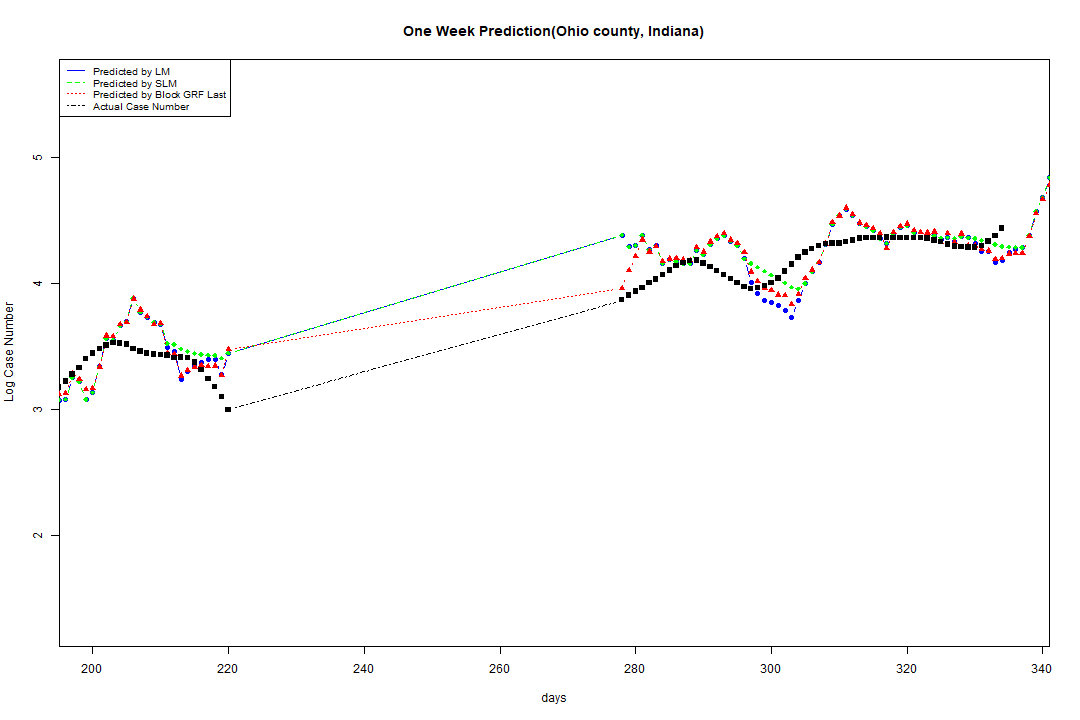 One Week Prediction(Ohio county, Indiana)
Predicted by LM
Predicted by SLM
Predicted by Block GRF Last
Actual Case Number
5
4
3
2
Log Case Number
200 220 240 260 280 300 320 340
days